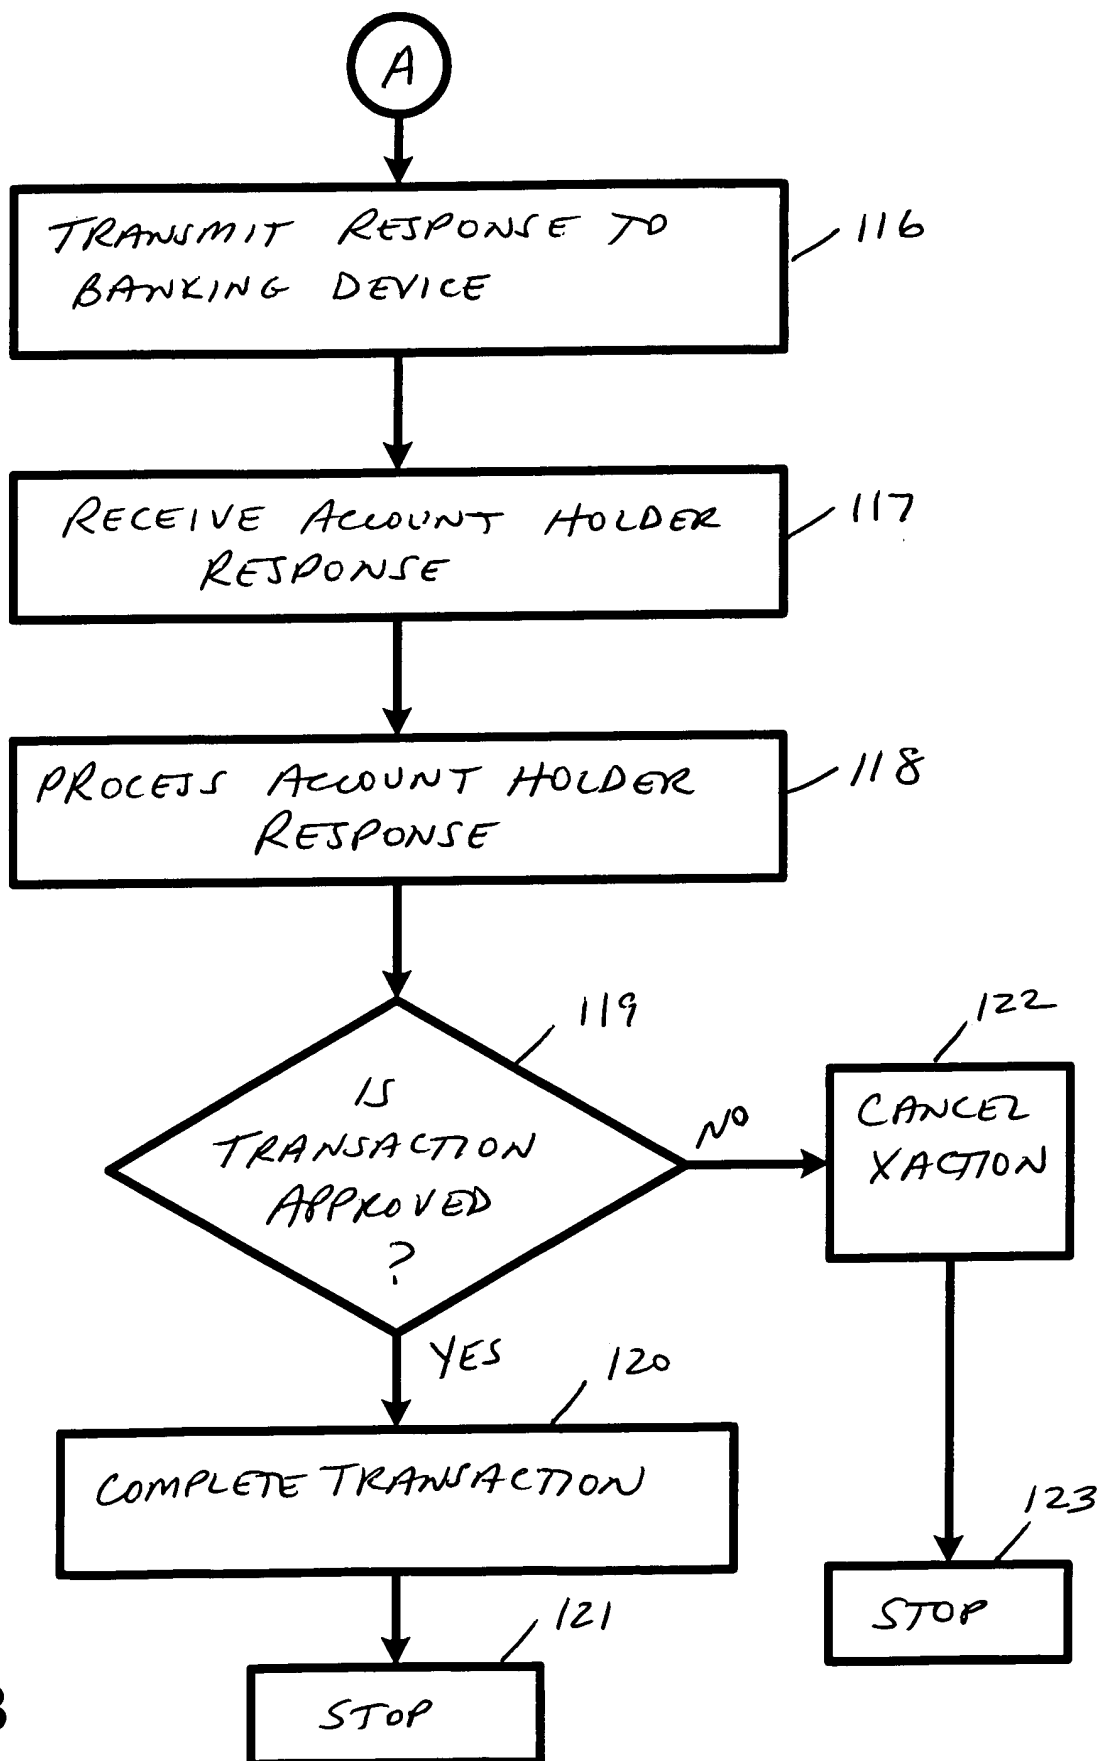 A
TRANSMIT RESPONSE TO
BANKING DEVICE
116
RECEIVE ACCOUNT HOLDER
RESPONSE
117
PROCESS ACCOUNT HOLDER
RESPONSE
118
119
IS
TRANSACTION
APPROVED
?
NO
122
CANCEL
XACTION
YES
120
COMPLETE TRANSACTION
123
STOP
121
STOP